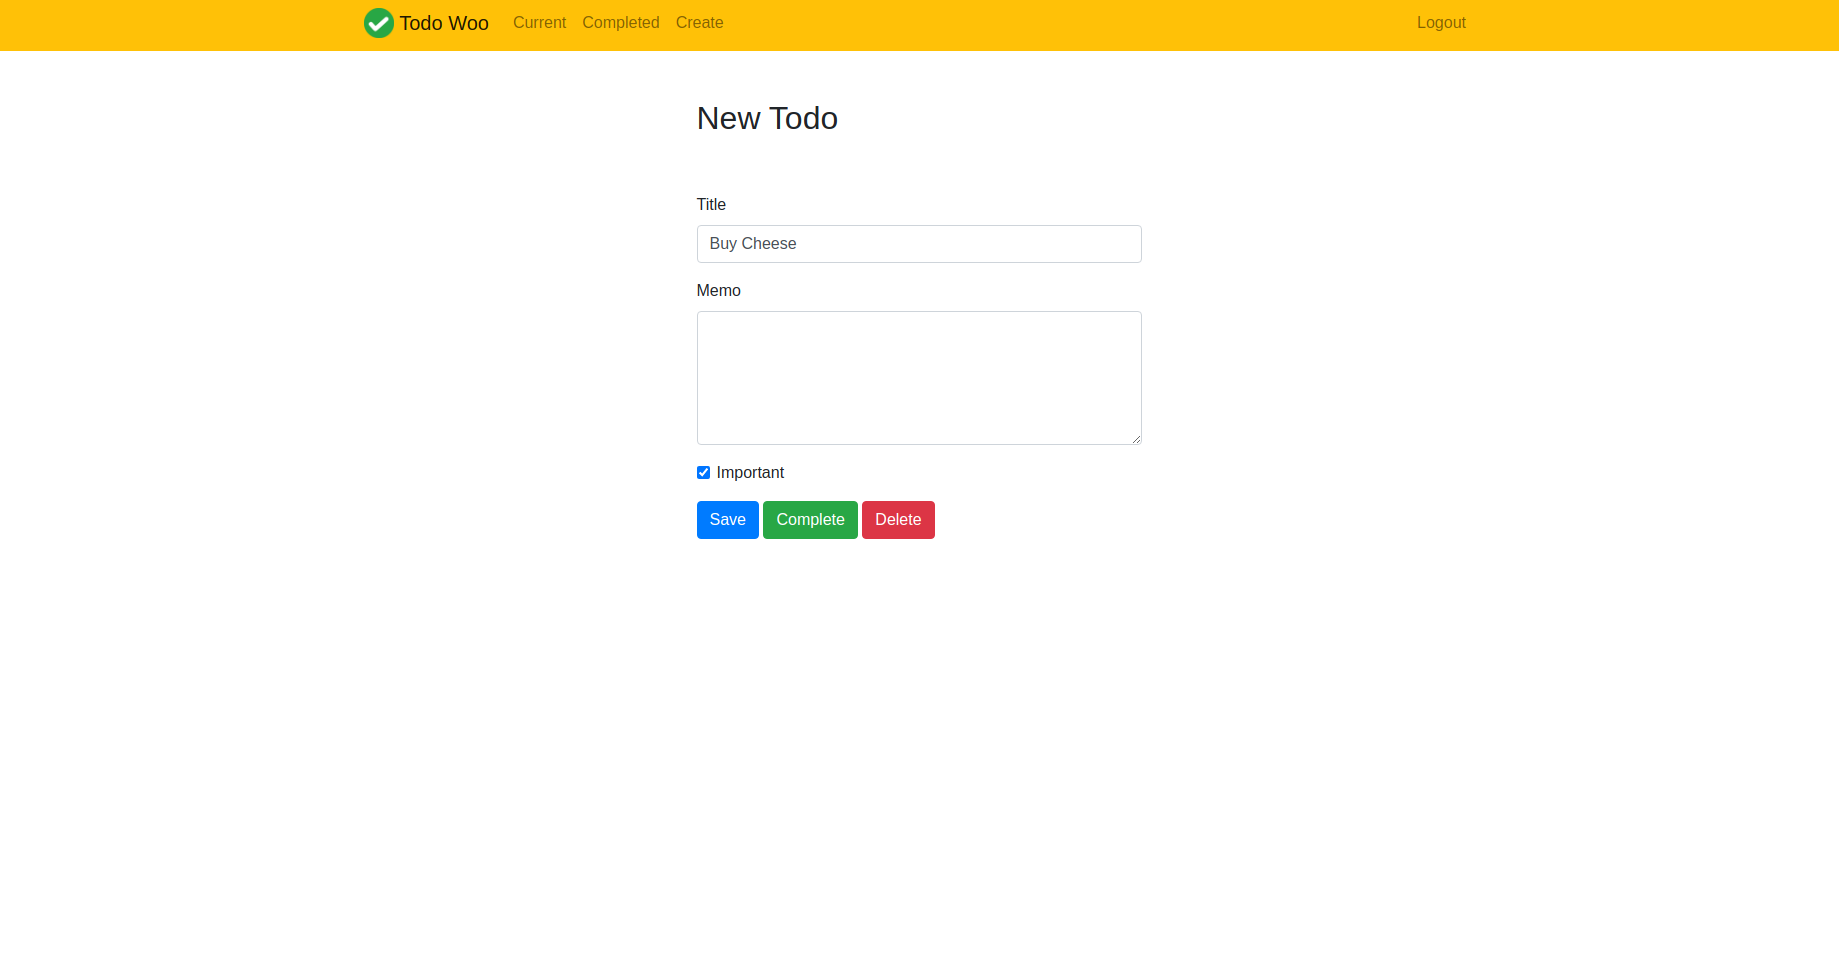 Todo Woo Current Completed Create Logout
New Todo
Title
Buy Cheese
Memo
Important
Save Complete Delete